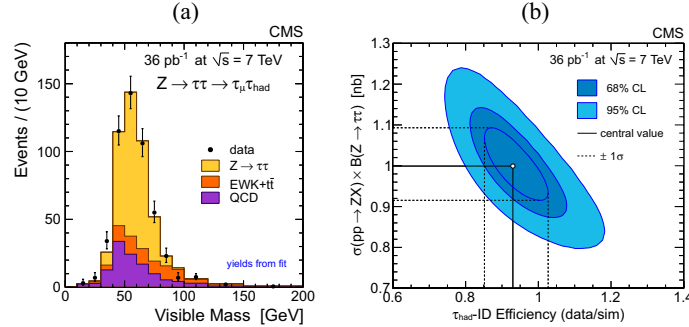 (a)
CMS
36 pb⁻¹ at √s = 7 TeV
Z → ττ → τ_μ τ_had
data
Z → ττ
EWK+tt̄
QCD
yields from fit
Events / (10 GeV)
150
100
50
0
0 50 100 150 200
Visible Mass [GeV]
(b)
CMS
36 pb⁻¹ at √s = 7 TeV
68% CL
95% CL
central value
± 1σ
σ(pp → ZX) × B(Z → ττ) [nb]
1.3
1.2
1.1
1
0.9
0.8
0.7
0.6 0.8 1 1.2 1.4
τ_had-ID Efficiency (data/sim)